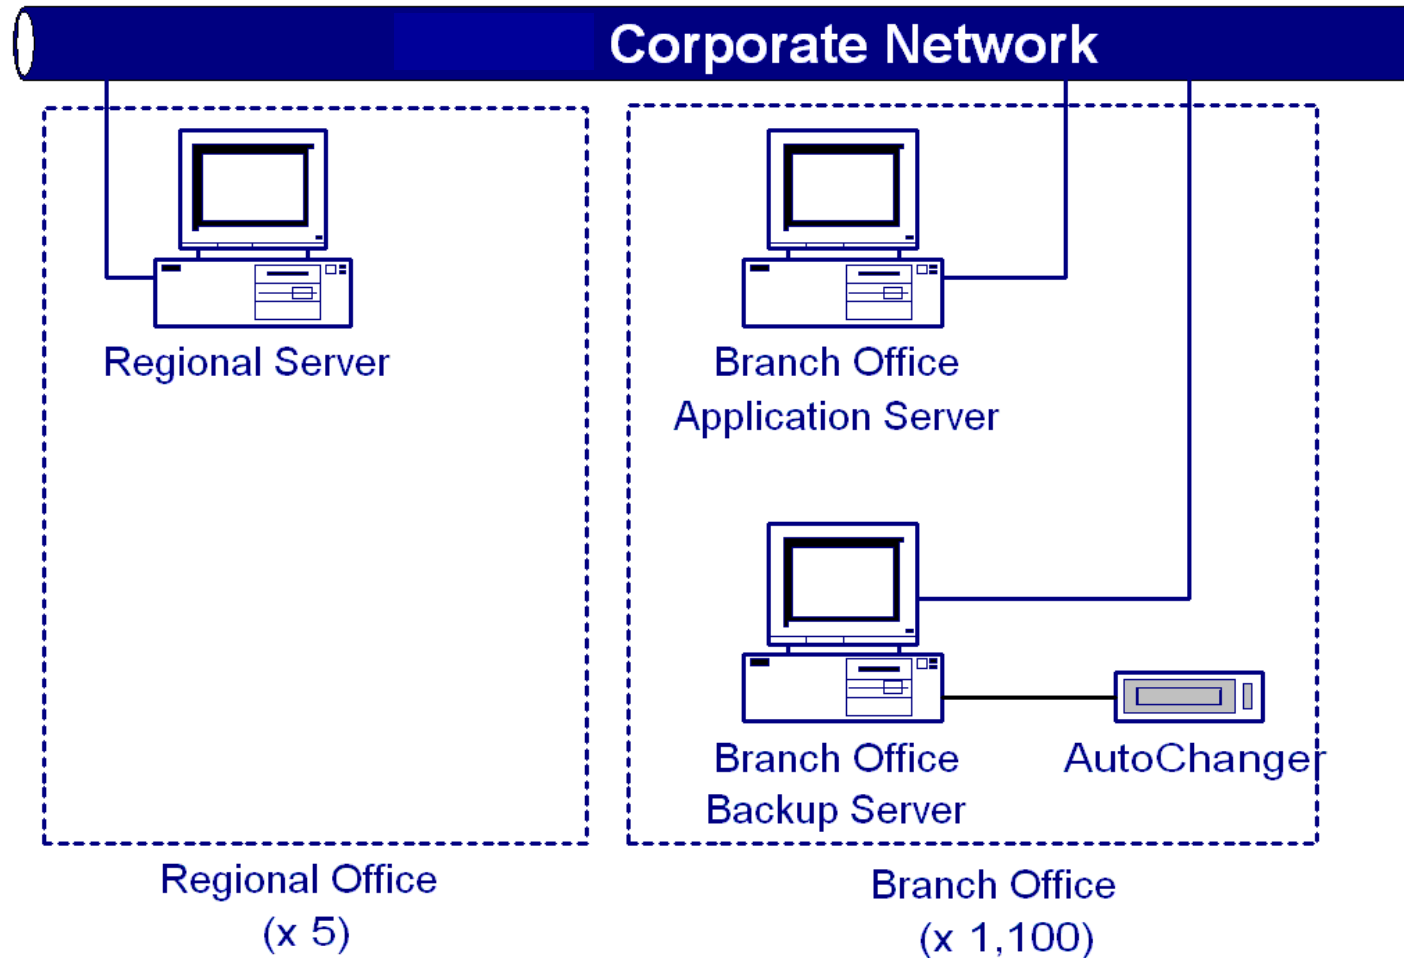 Corporate Network
Regional Server
Branch Office
Application Server
Branch Office
Backup Server
AutoChanger
Regional Office
(x 5)
Branch Office
(x 1,100)